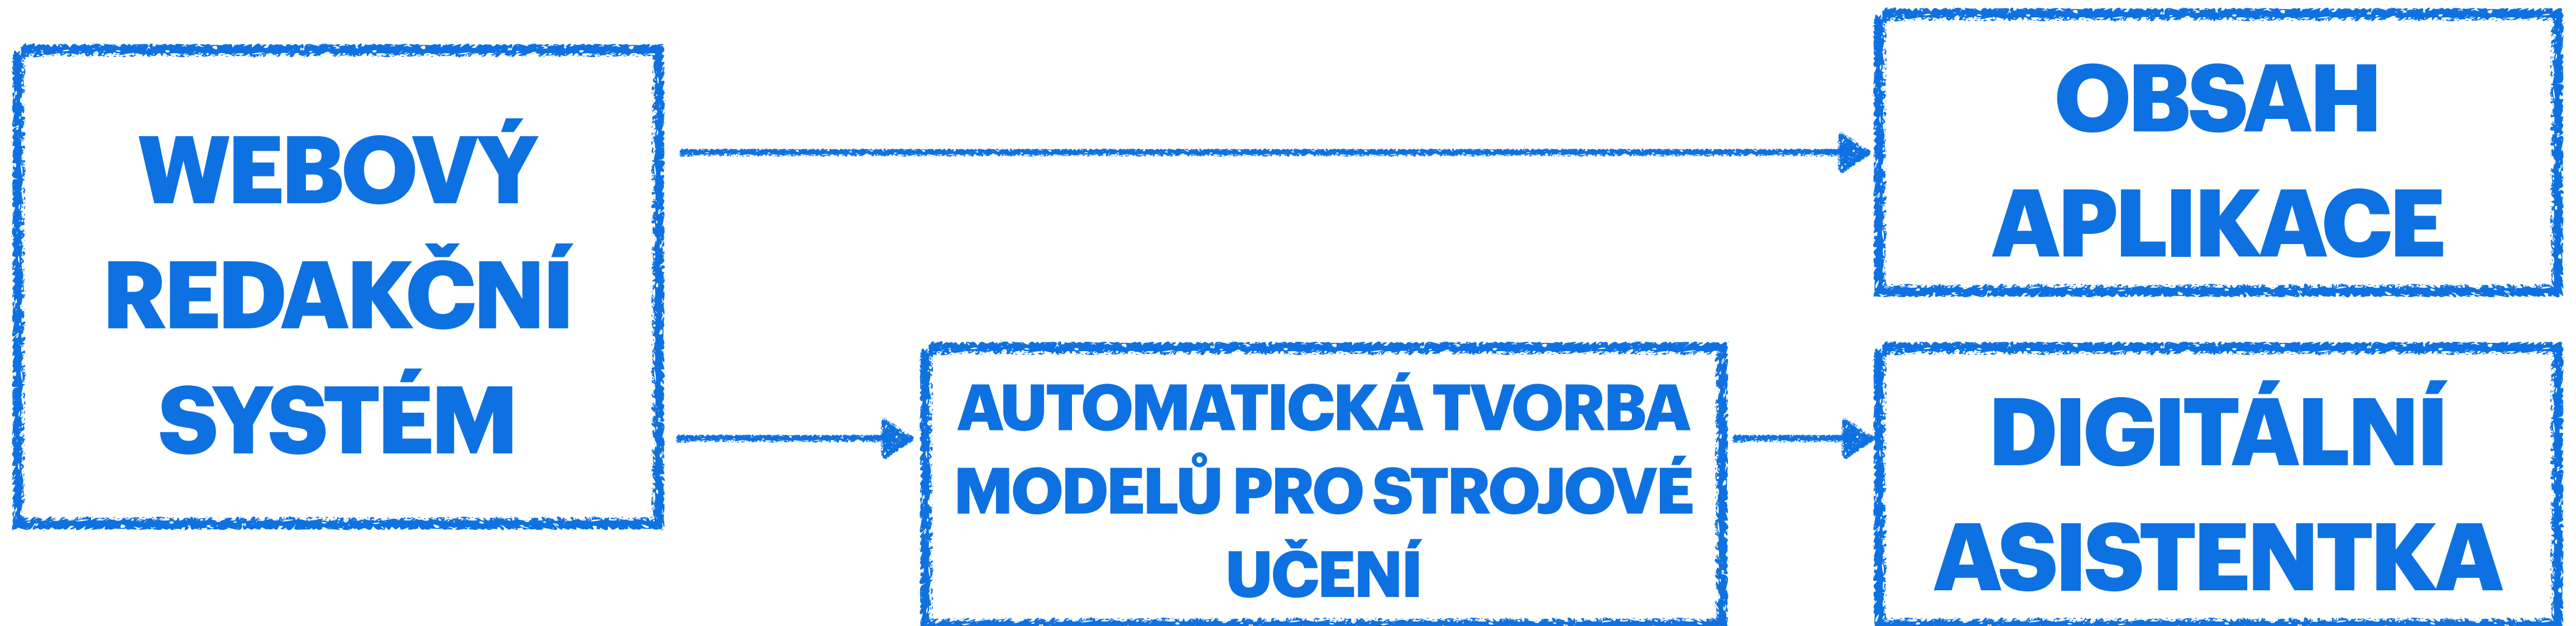 WEBOVÝ
REDAKČNÍ
SYSTÉM
OBSAH
APLIKACE
AUTOMATICKÁ TVORBA
MODELŮ PRO STROJOVÉ
UČENÍ
DIGITÁLNÍ
ASISTENTKA